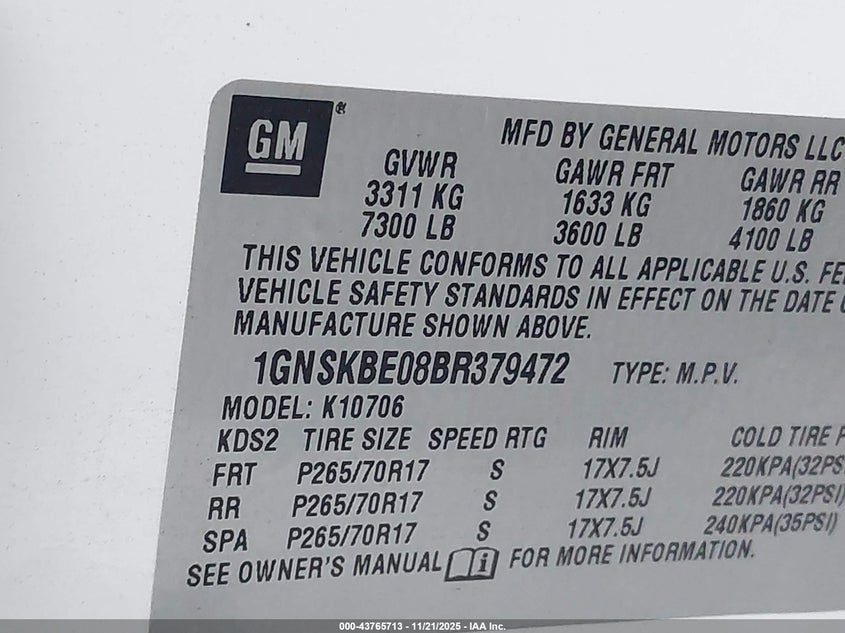 GM ®
MFD BY GENERAL MOTORS LLC
GVWR GAWR FRT GAWR RR
3311 KG 1633 KG 1860 KG
7300 LB 3600 LB 4100 LB
THIS VEHICLE CONFORMS TO ALL APPLICABLE U.S.
VEHICLE SAFETY STANDARDS IN EFFECT ON THE DATE
MANUFACTURE SHOWN ABOVE.
1GNSKBE08BR379472 TYPE: M.P.V.
MODEL: K10706
KDS2 TIRE SIZE SPEED RTG RIM COLD TIRE
FRT P265/70R17 S 17X7.5J 220KPA(32PSI
RR P265/70R17 S 17X7.5J 220KPA(32PSI)
SPA P265/70R17 S 17X7.5J 240KPA(35PSI)
SEE OWNER'S MANUAL FOR MORE INFORMATION.
000-43765713 - 11/21/2025 - IAA Inc.